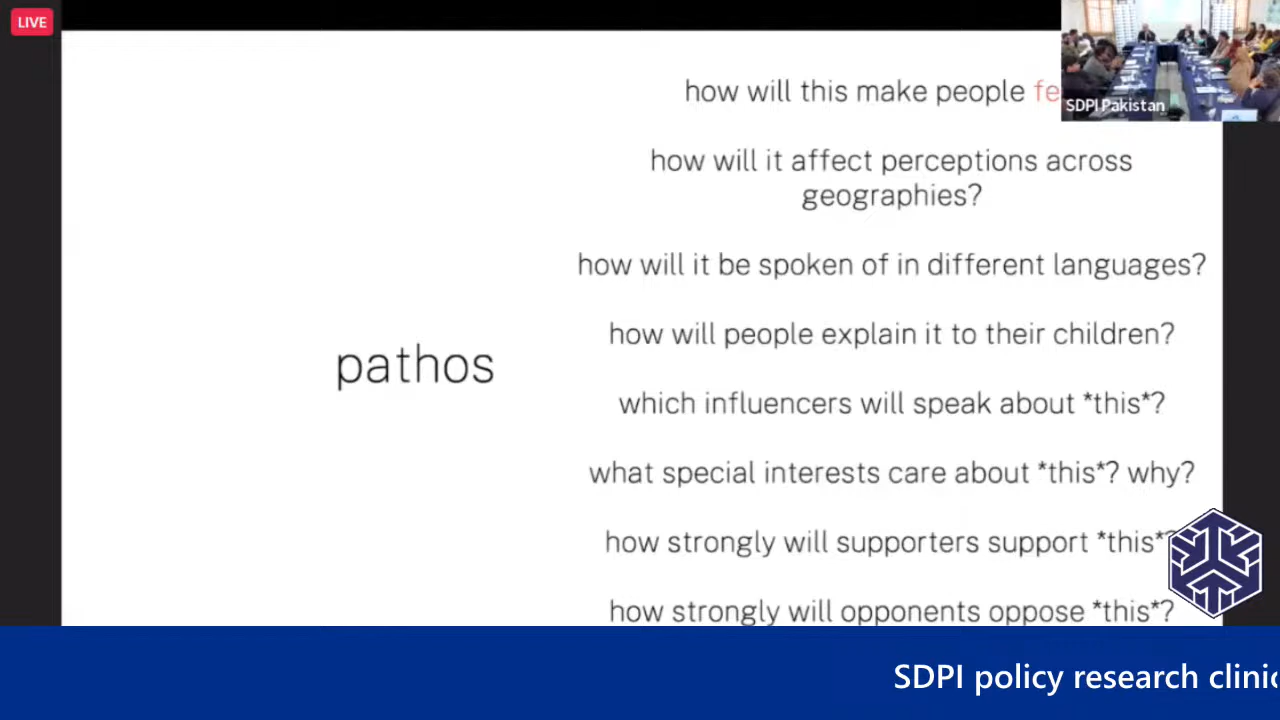 LIVE
how will this make people fe
SDPI Pakistan
how will it affect perceptions across
geographies?
how will it be spoken of in different languages?
how will people explain it to their children?
pathos
which influencers will speak about *this*?
what special interests care about *this*? why?
how strongly will supporters support *this*?
how strongly will opponents oppose *this*?
SDPI policy research clinic